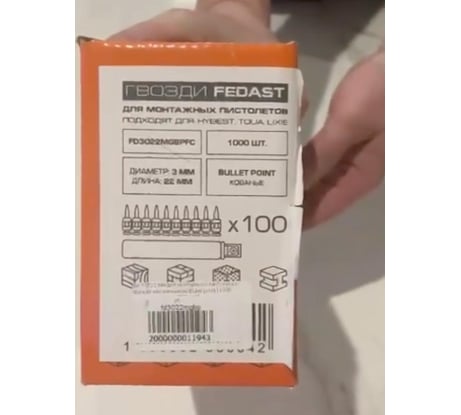 ГВОЗДИ FEDAST
ДЛЯ МОНТАЖНЫХ ПИСТОЛЕТОВ
ПОДХОДЯТ ДЛЯ HYBEST, TOUA, LIXIE
FD3022MGBPFC
1000 ШТ.
ДИАМЕТР: 3 ММ
ДЛИНА: 22 ММ
BULLET POINT
КОВАНЫЕ
x100
2000000011943